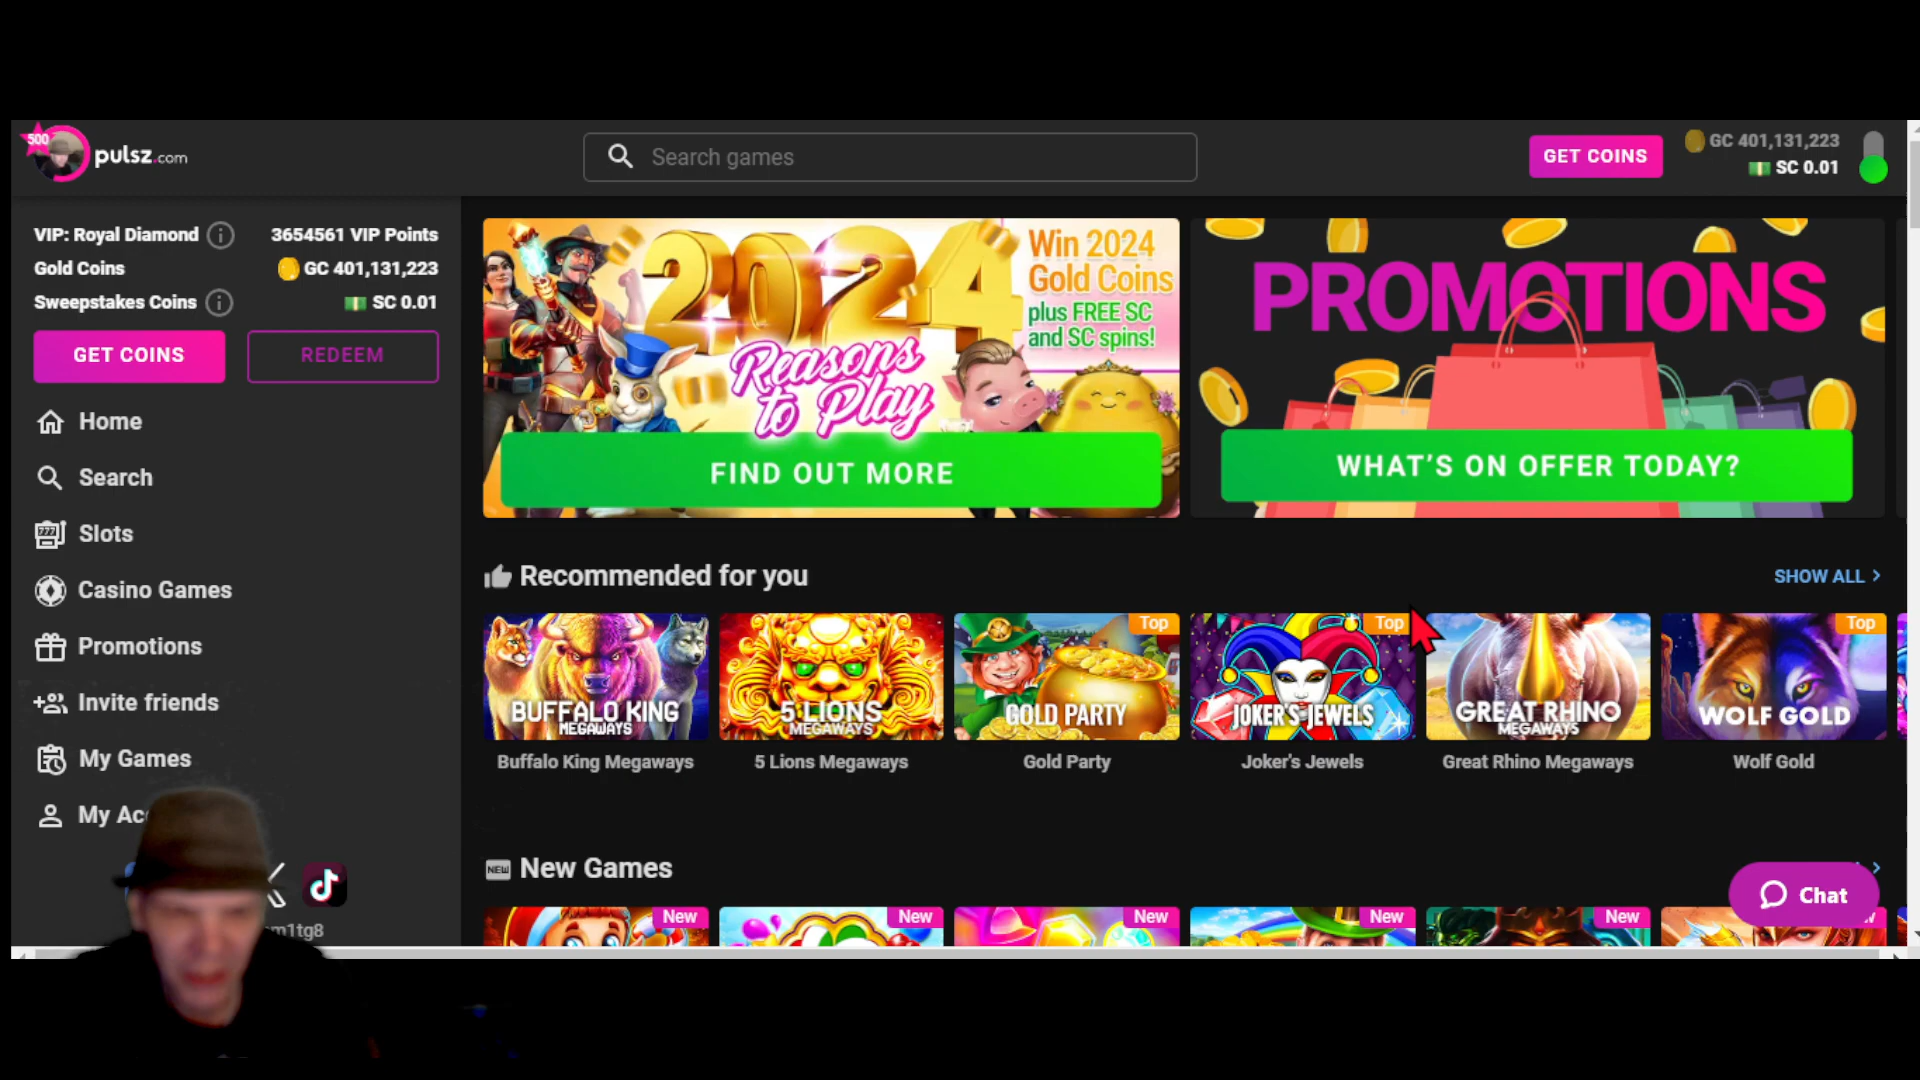 500
pulsz.com
Search games
GET COINS
GC 401,131,223
SC 0.01
VIP: Royal Diamond
3654561 VIP Points
Gold Coins
GC 401,131,223
Sweepstakes Coins
SC 0.01
GET COINS
REDEEM
Home
Search
Slots
Casino Games
Promotions
Invite friends
My Games
My Ac
m1tg8
2024
Reasons
to Play
Win 2024
Gold Coins
plus FREE SC
and SC spins!
FIND OUT MORE
PROMOTIONS
WHAT'S ON OFFER TODAY?
Recommended for you
SHOW ALL
BUFFALO KING
MEGAWAYS
5 LIONS
MEGAWAYS
Top
GOLD PARTY
Top
JOKER'S JEWELS
GREAT RHINO
MEGAWAYS
Top
WOLF GOLD
Buffalo King Megaways
5 Lions Megaways
Gold Party
Joker's Jewels
Great Rhino Megaways
Wolf Gold
NEW
New Games
New
New
New
New
New
Chat